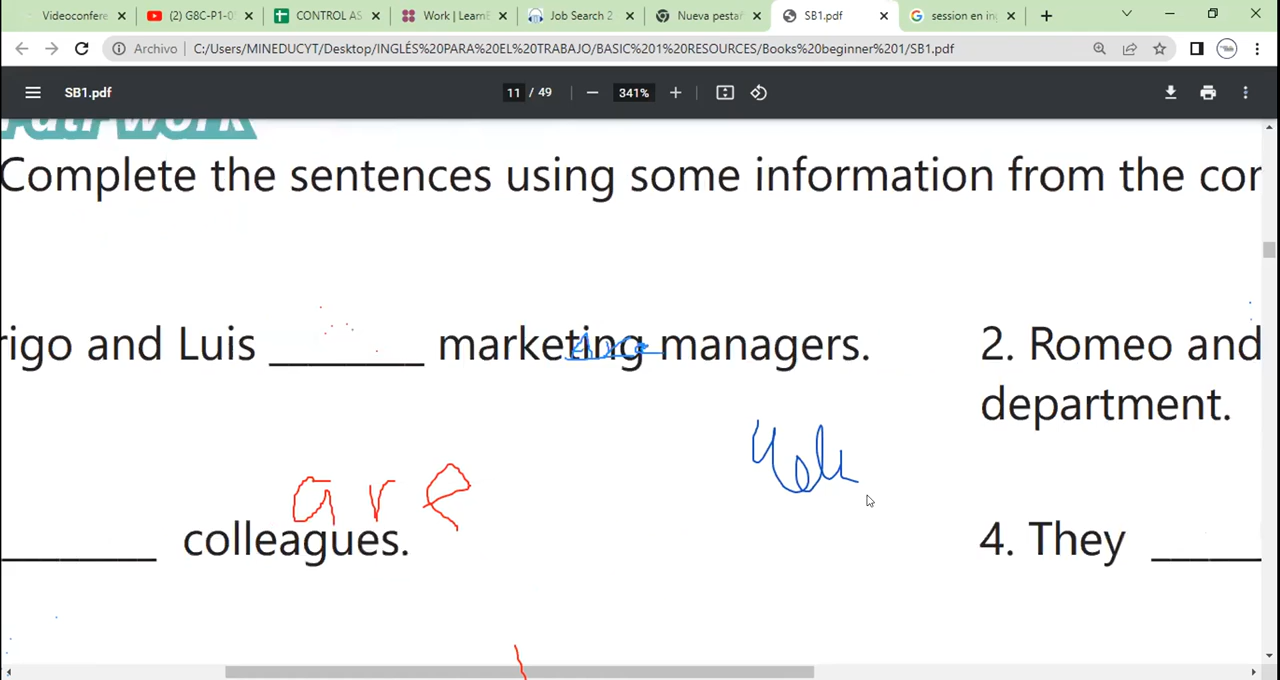 Videoconfere (2) G8C-P1-0 CONTROL AS Work | LearnE Job Search 2 Nueva pestañ SB1.pdf session en in
Archivo C:/Users/MINEDUCYT/Desktop/INGLÉS%20PARA%20EL%20TRABAJO/BASIC%201%20RESOURCES/Books%20beginner%201/SB1.pdf
SB1.pdf 11 / 49 341%
Complete the sentences using some information from the con
rigo and Luis ________ marketing managers.
are
2. Romeo and
department.
are
________ colleagues.
4. They ______